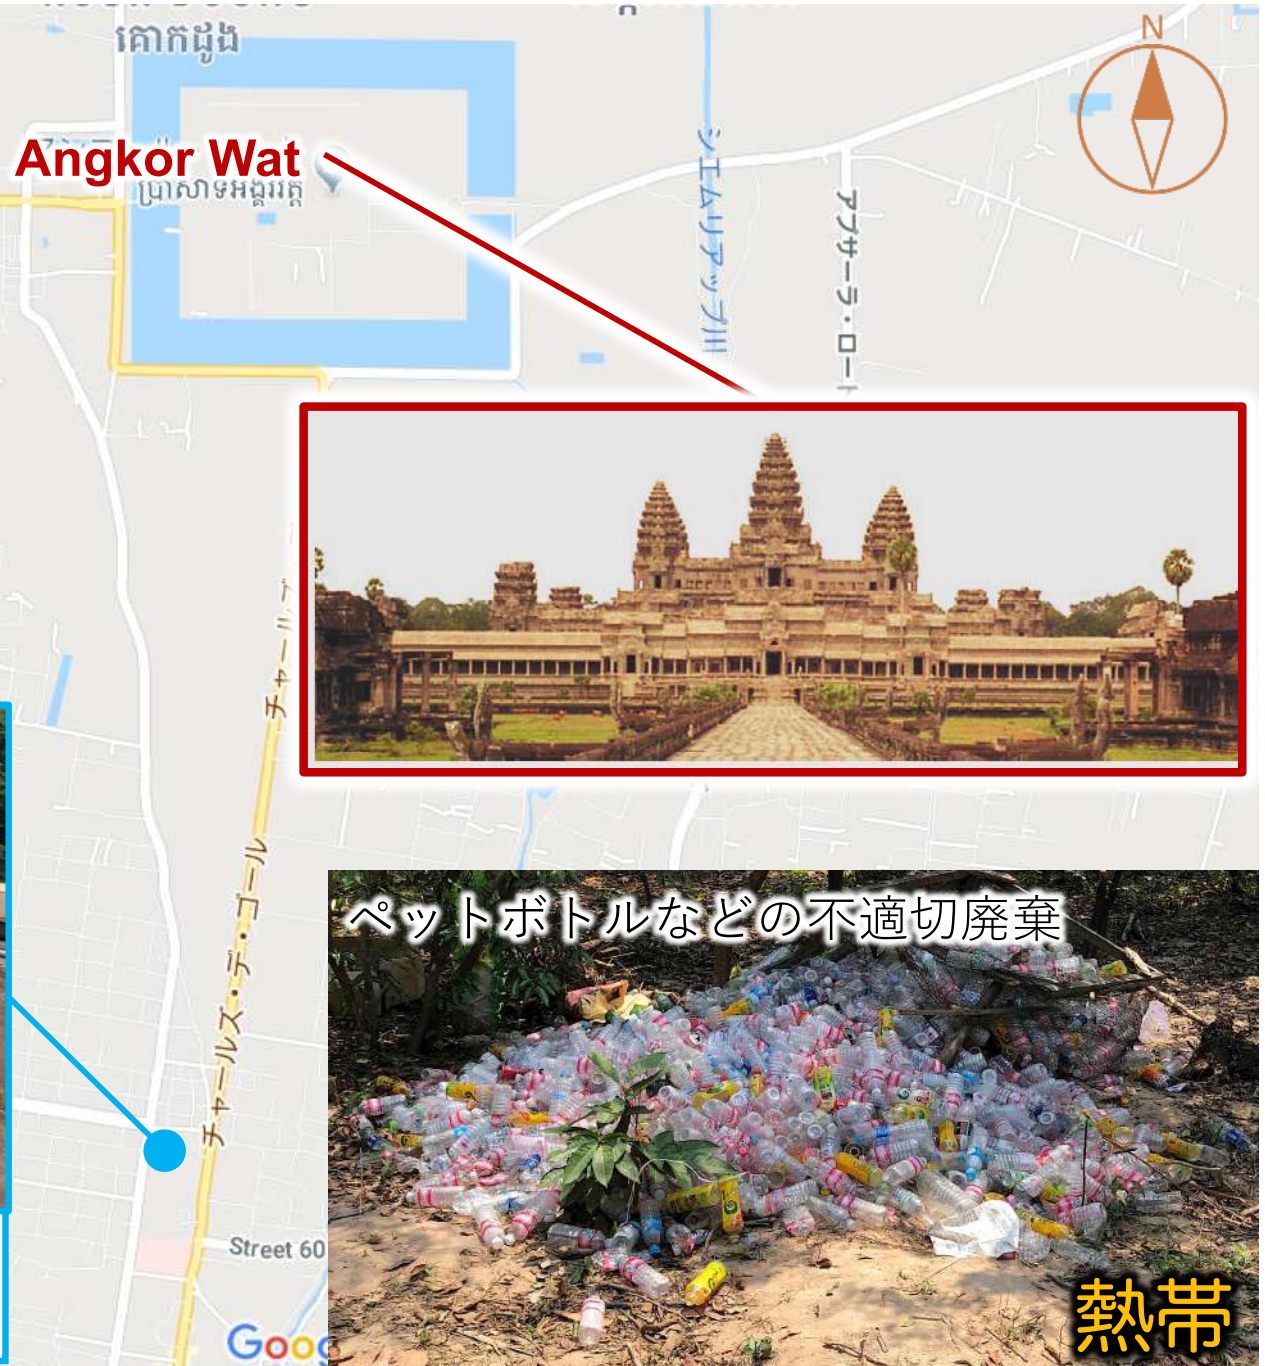 គោកដូង
N
Angkor Wat
ប្រាសាទអង្គរវត្ត
シエムリアップ川
アプサーラ・ロード
チャールズ・デ・ゴール
ペットボトルなどの不適切廃棄
Street 60
Goog
熱帯